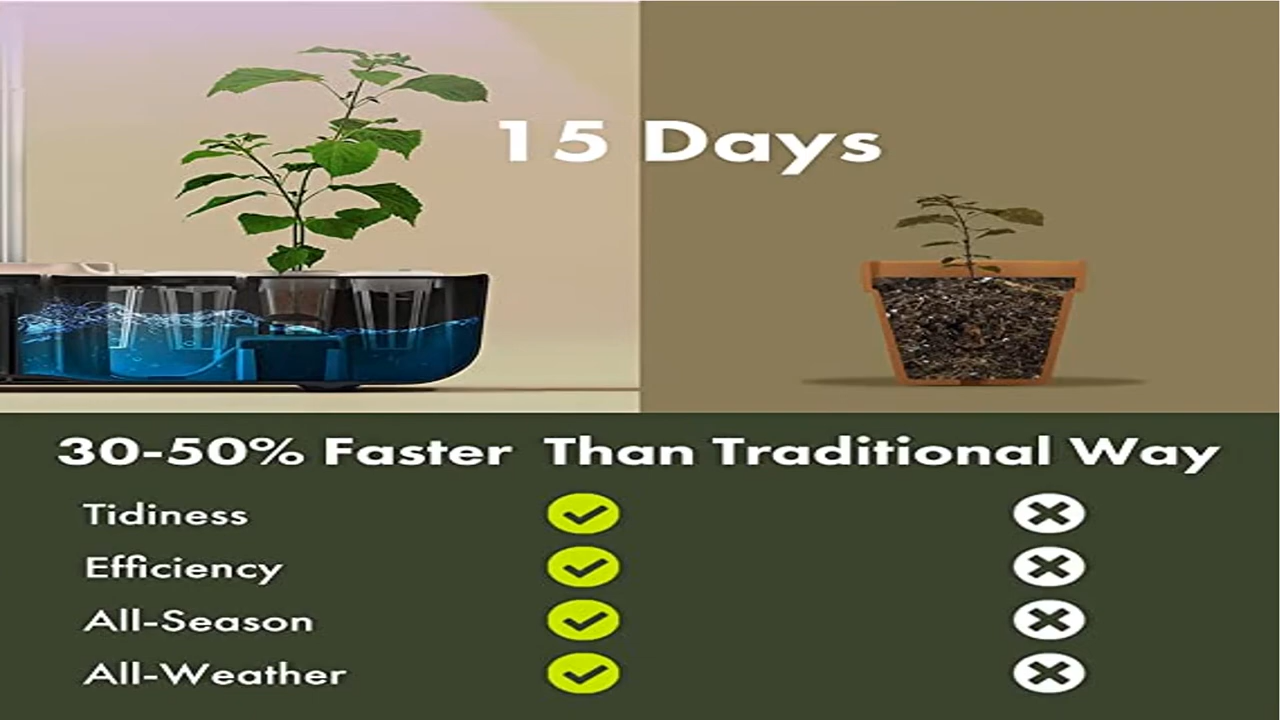 15 Days
30-50% Faster Than Traditional Way
Tidiness
Efficiency
All-Season
All-Weather